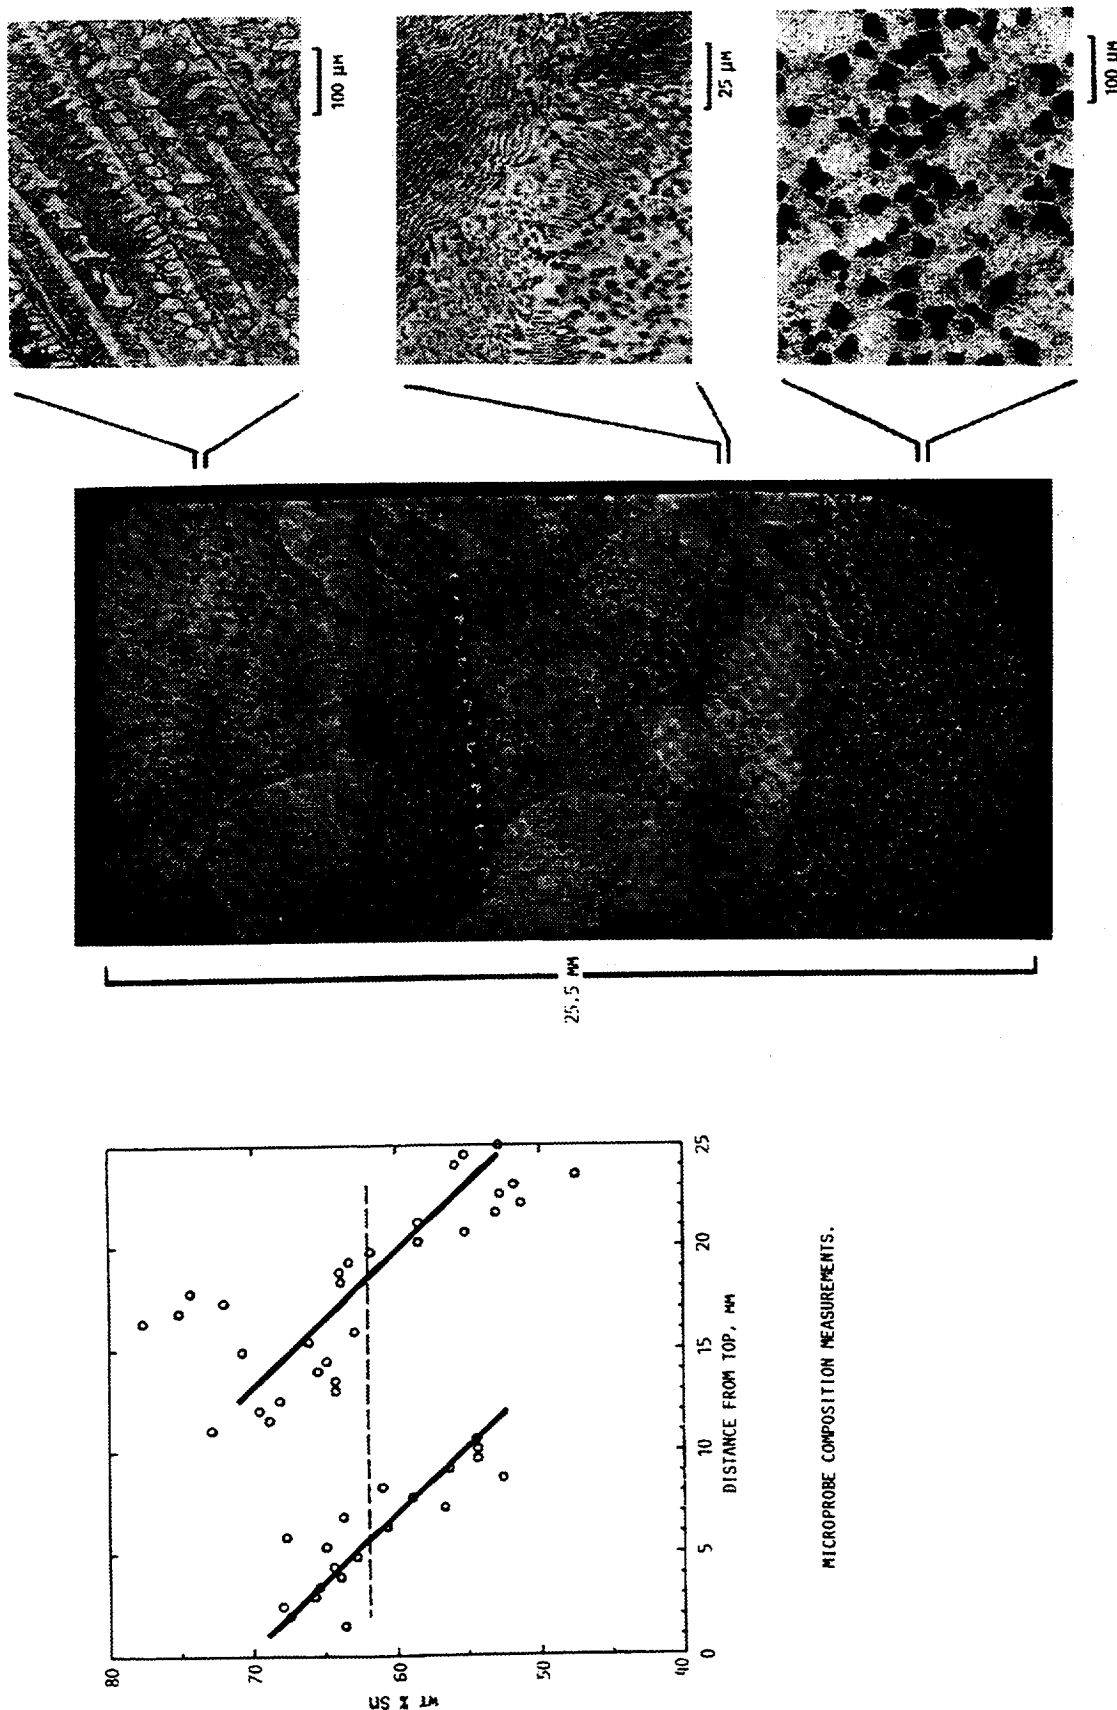 100 µM
25 µM
100 µM
25.5 MM
WT % Sn
80
70
60
50
40
0
5
10
15
20
25
DISTANCE FROM TOP, MM
MICROPROBE COMPOSITION MEASUREMENTS.